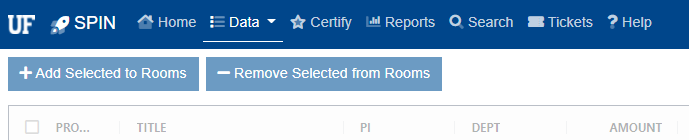 UF SPIN Home Data Certify Reports Search Tickets Help
Add Selected to Rooms Remove Selected from Rooms
PRO... TITLE PI DEPT AMOUNT